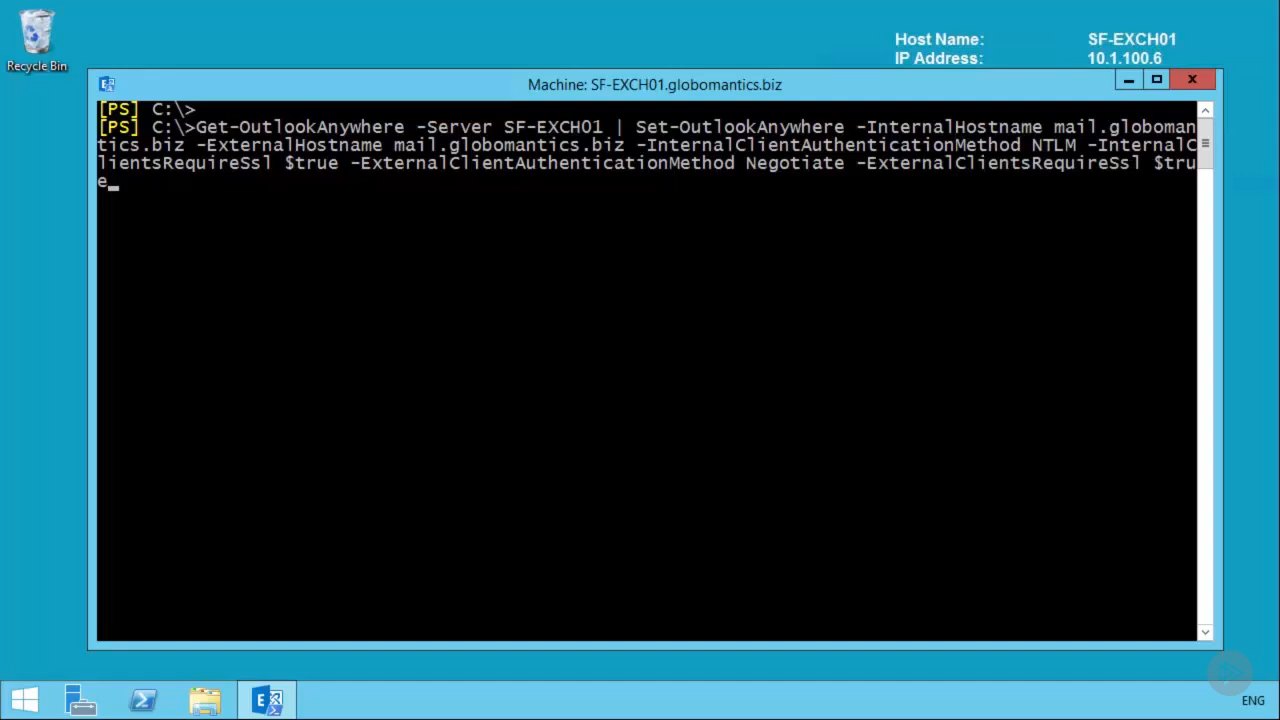 Host Name: SF-EXCH01
IP Address: 10.1.100.6
Recycle Bin
Machine: SF-EXCH01.globomantics.biz
[PS] C:\>
[PS] C:\>Get-OutlookAnywhere -Server SF-EXCH01 | Set-OutlookAnywhere -InternalHostname mail.globoman
tics.biz -ExternalHostname mail.globomantics.biz -InternalClientAuthenticationMethod NTLM -InternalC
lientsRequireSsl $true -ExternalClientAuthenticationMethod Negotiate -ExternalClientsRequireSsl $tru
e_
ENG